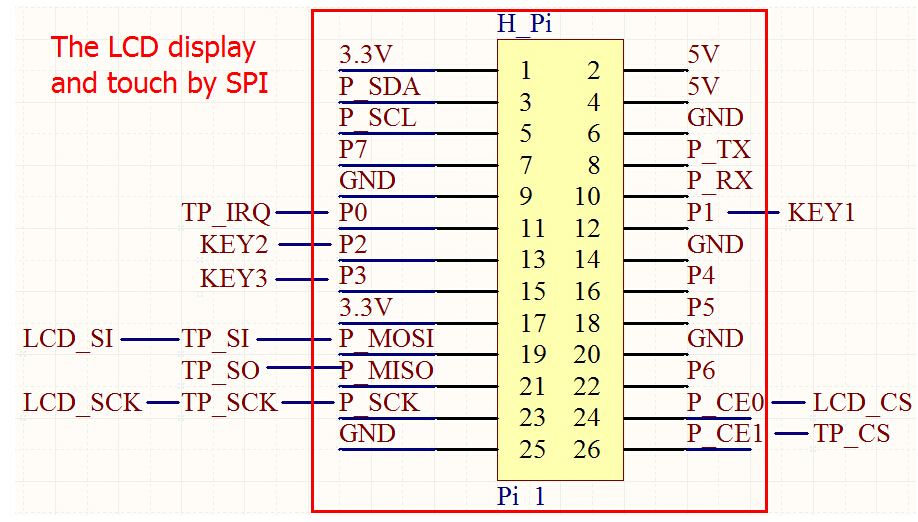 The LCD display
and touch by SPI
H_Pi
3.3V 1 2 5V
P_SDA 3 4 5V
P_SCL 5 6 GND
P7 7 8 P_TX
GND 9 10 P_RX
TP_IRQ P0 11 12 P1 KEY1
KEY2 P2 13 14 GND
KEY3 P3 15 16 P4
3.3V 17 18 P5
LCD_SI TP_SI P_MOSI 19 20 GND
TP_SO P_MISO 21 22 P6
LCD_SCK TP_SCK P_SCK 23 24 P_CE0 LCD_CS
GND 25 26 P_CE1 TP_CS
Pi_1